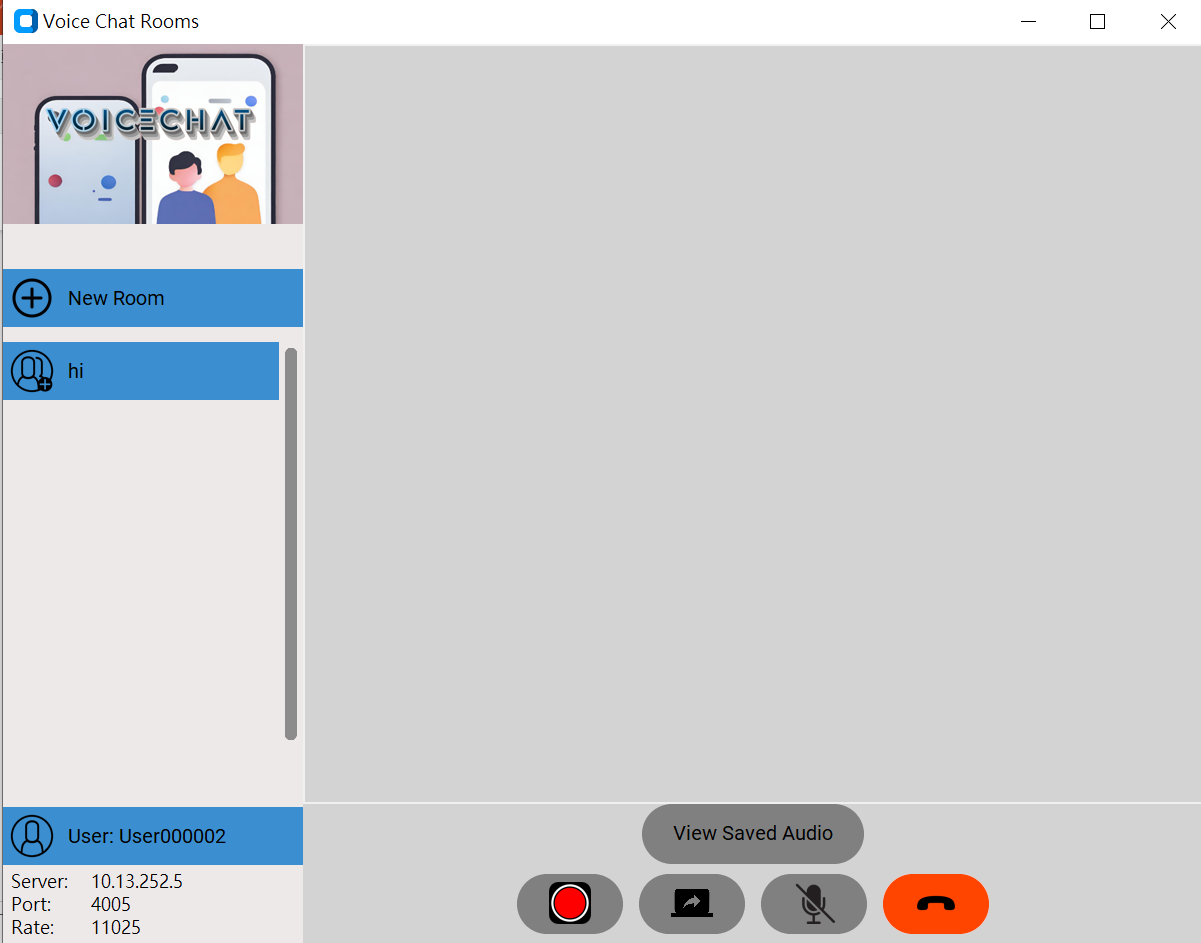 Voice Chat Rooms
VOICECHAT
New Room
hi
User: User000002
Server: 10.13.252.5
Port: 4005
Rate: 11025
View Saved Audio